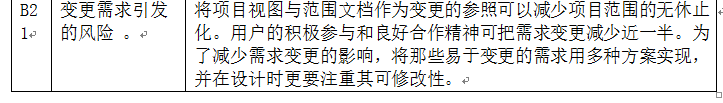 B2
1
变更需求引发
的风险 。
将项目视图与范围文档作为变更的参照可以减少项目范围的无休止
化。用户的积极参与和良好合作精神可把需求变更减少近一半。为
了减少需求变更的影响，将那些易于变更的需求用多种方案实现，
并在设计时更要注重其可修改性。